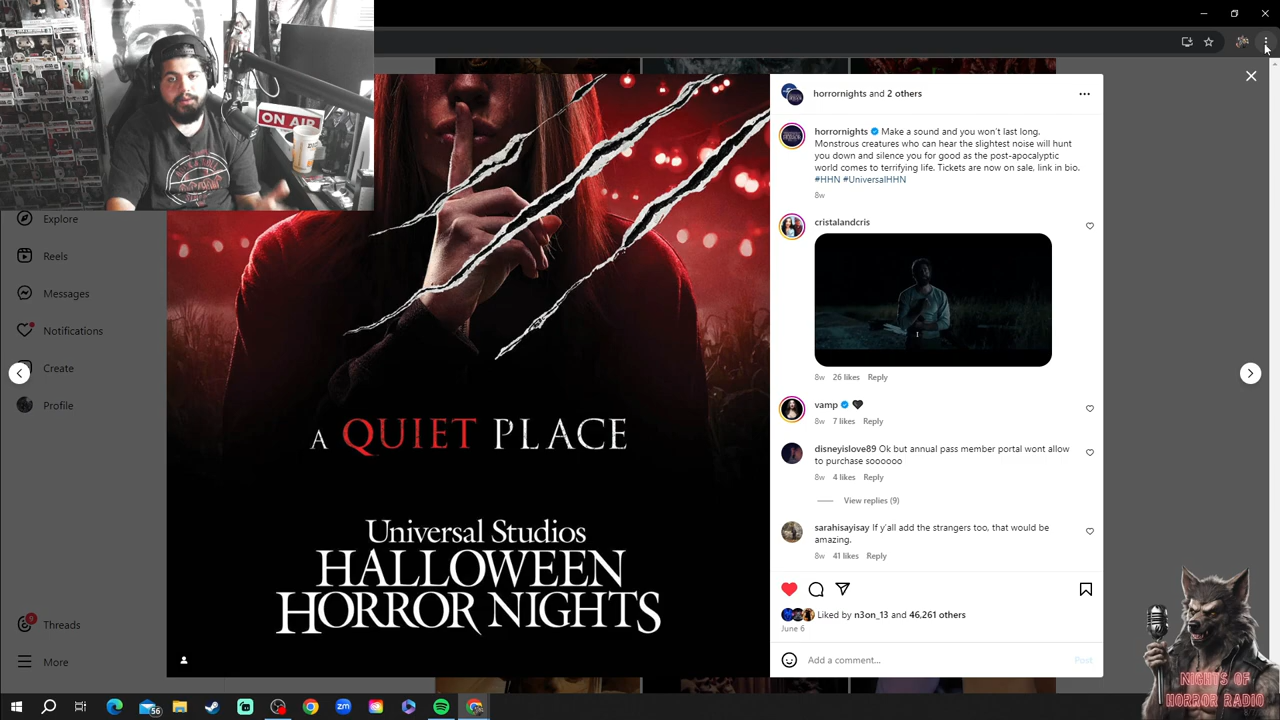 ON AIR
horrornights and 2 others
horrornights Make a sound and you won't last long.
Monstrous creatures who can hear the slightest noise will hunt
you down and silence you for good as the post-apocalyptic
world comes to terrifying life. Tickets are now on sale, link in bio.
#HHN #UniversalHHN
8w
cristalandcris
8w 26 likes Reply
vamp 🖤
8w 7 likes Reply
disneyislove89 Ok but annual pass member portal wont allow
to purchase soooooo
8w 4 likes Reply
View replies (9)
sarahisayisay If y'all add the strangers too, that would be
amazing.
8w 41 likes Reply
Liked by n3on_13 and 46,261 others
June 6
Add a comment...
Post
Explore
Reels
Messages
Notifications
Create
Profile
9
Threads
More
A QUIET PLACE
Universal Studios
HALLOWEEN
HORROR NIGHTS
NIGHTS OF
HORROR RADIO
56
zm